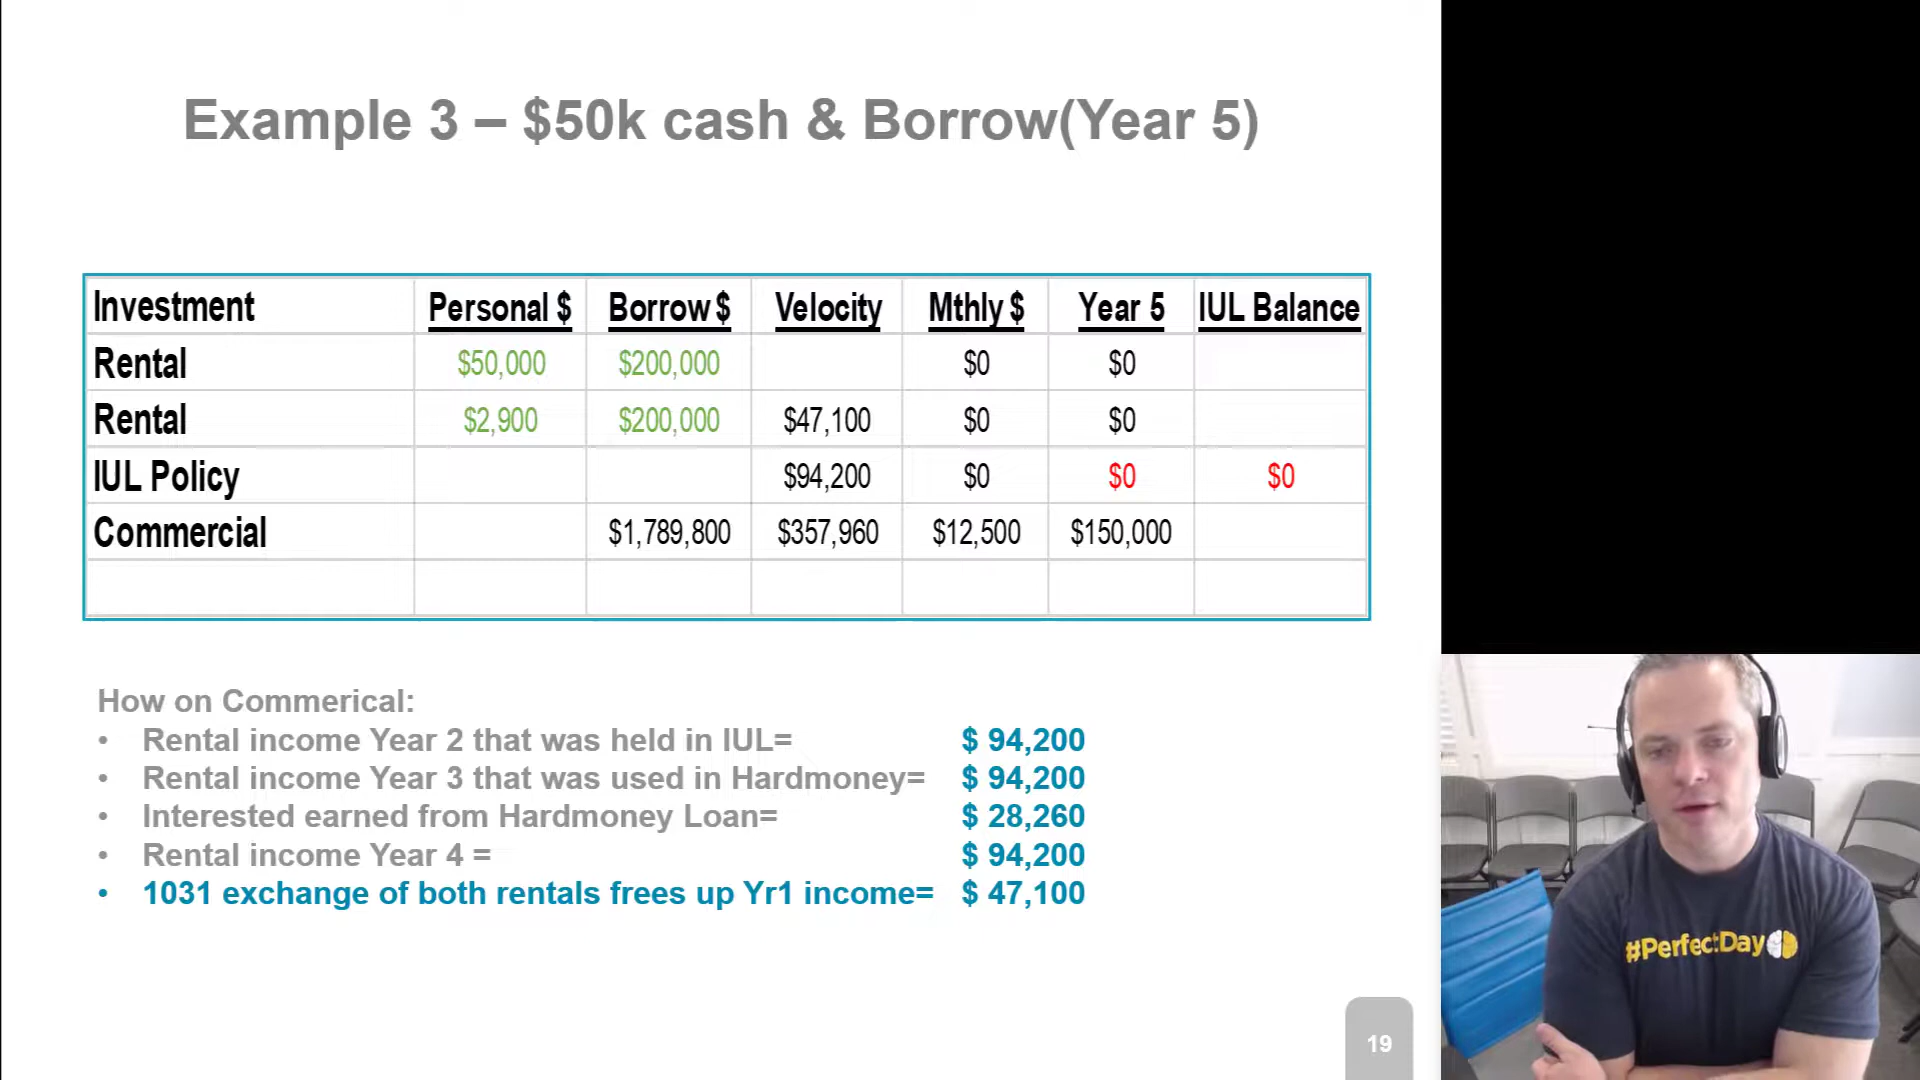 Example 3 – $50k cash & Borrow(Year 5)
Investment Personal $ Borrow $ Velocity Mthly $ Year 5 IUL Balance
Rental $50,000 $200,000 $0 $0
Rental $2,900 $200,000 $47,100 $0 $0
IUL Policy $94,200 $0 $0 $0
Commercial $1,789,800 $357,960 $12,500 $150,000
How on Commerical:
• Rental income Year 2 that was held in IUL= $ 94,200
• Rental income Year 3 that was used in Hardmoney= $ 94,200
• Interested earned from Hardmoney Loan= $ 28,260
• Rental income Year 4 = $ 94,200
• 1031 exchange of both rentals frees up Yr1 income= $ 47,100
#PerfectDay
19